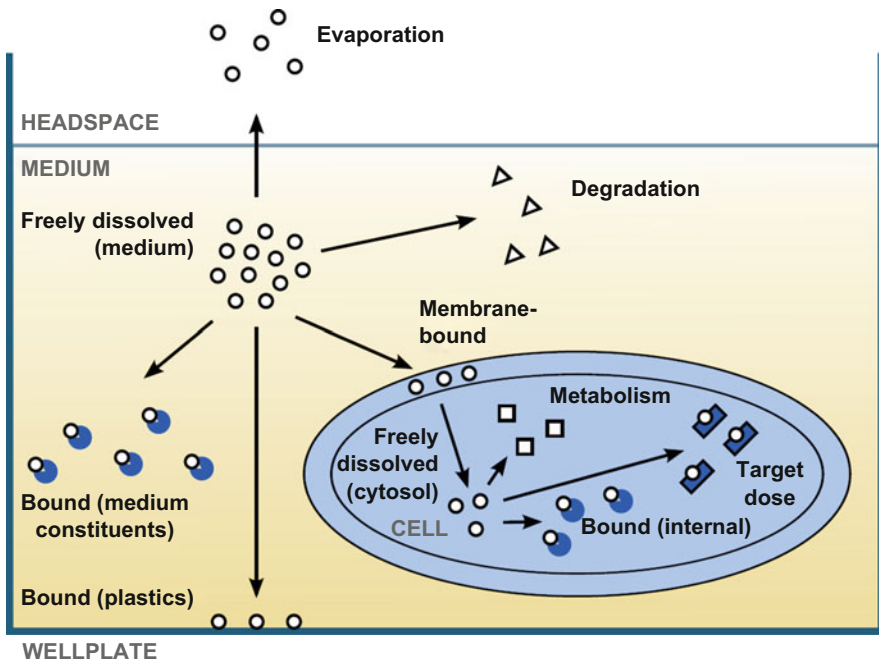 Evaporation
HEADSPACE
MEDIUM
Freely dissolved
(medium)
Degradation
Membrane-
bound
Metabolism
Freely
dissolved
(cytosol)
Target
dose
CELL
Bound (internal)
Bound (medium
constituents)
Bound (plastics)
WELLPLATE